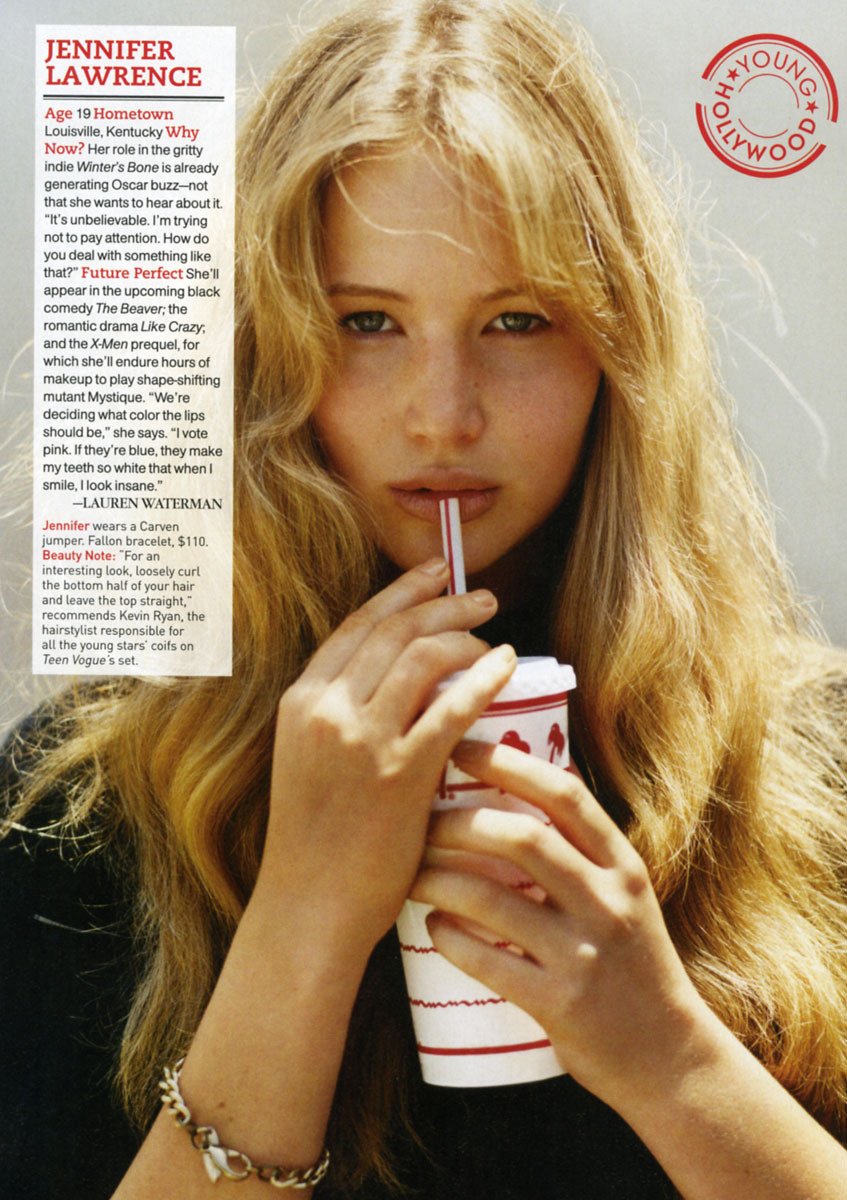 JENNIFER
LAWRENCE
Age 19 Hometown
Louisville, Kentucky Why
Now? Her role in the gritty
indie Winter's Bone is already
generating Oscar buzz—not
that she wants to hear about it.
“It's unbelievable. I'm trying
not to pay attention. How do
you deal with something like
that?” Future Perfect She'll
appear in the upcoming black
comedy The Beaver; the
romantic drama Like Crazy;
and the X-Men prequel, for
which she'll endure hours of
makeup to play shape-shifting
mutant Mystique. “We're
deciding what color the lips
should be,” she says. “I vote
pink. If they're blue, they make
my teeth so white that when I
smile, I look insane.”
—LAUREN WATERMAN
Jennifer wears a Carven
jumper. Fallon bracelet, $110.
Beauty Note: “For an
interesting look, loosely curl
the bottom half of your hair
and leave the top straight,”
recommends Kevin Ryan, the
hairstylist responsible for
all the young stars' coifs on
Teen Vogue's set.
★YOUNG★
HOLLYWOOD